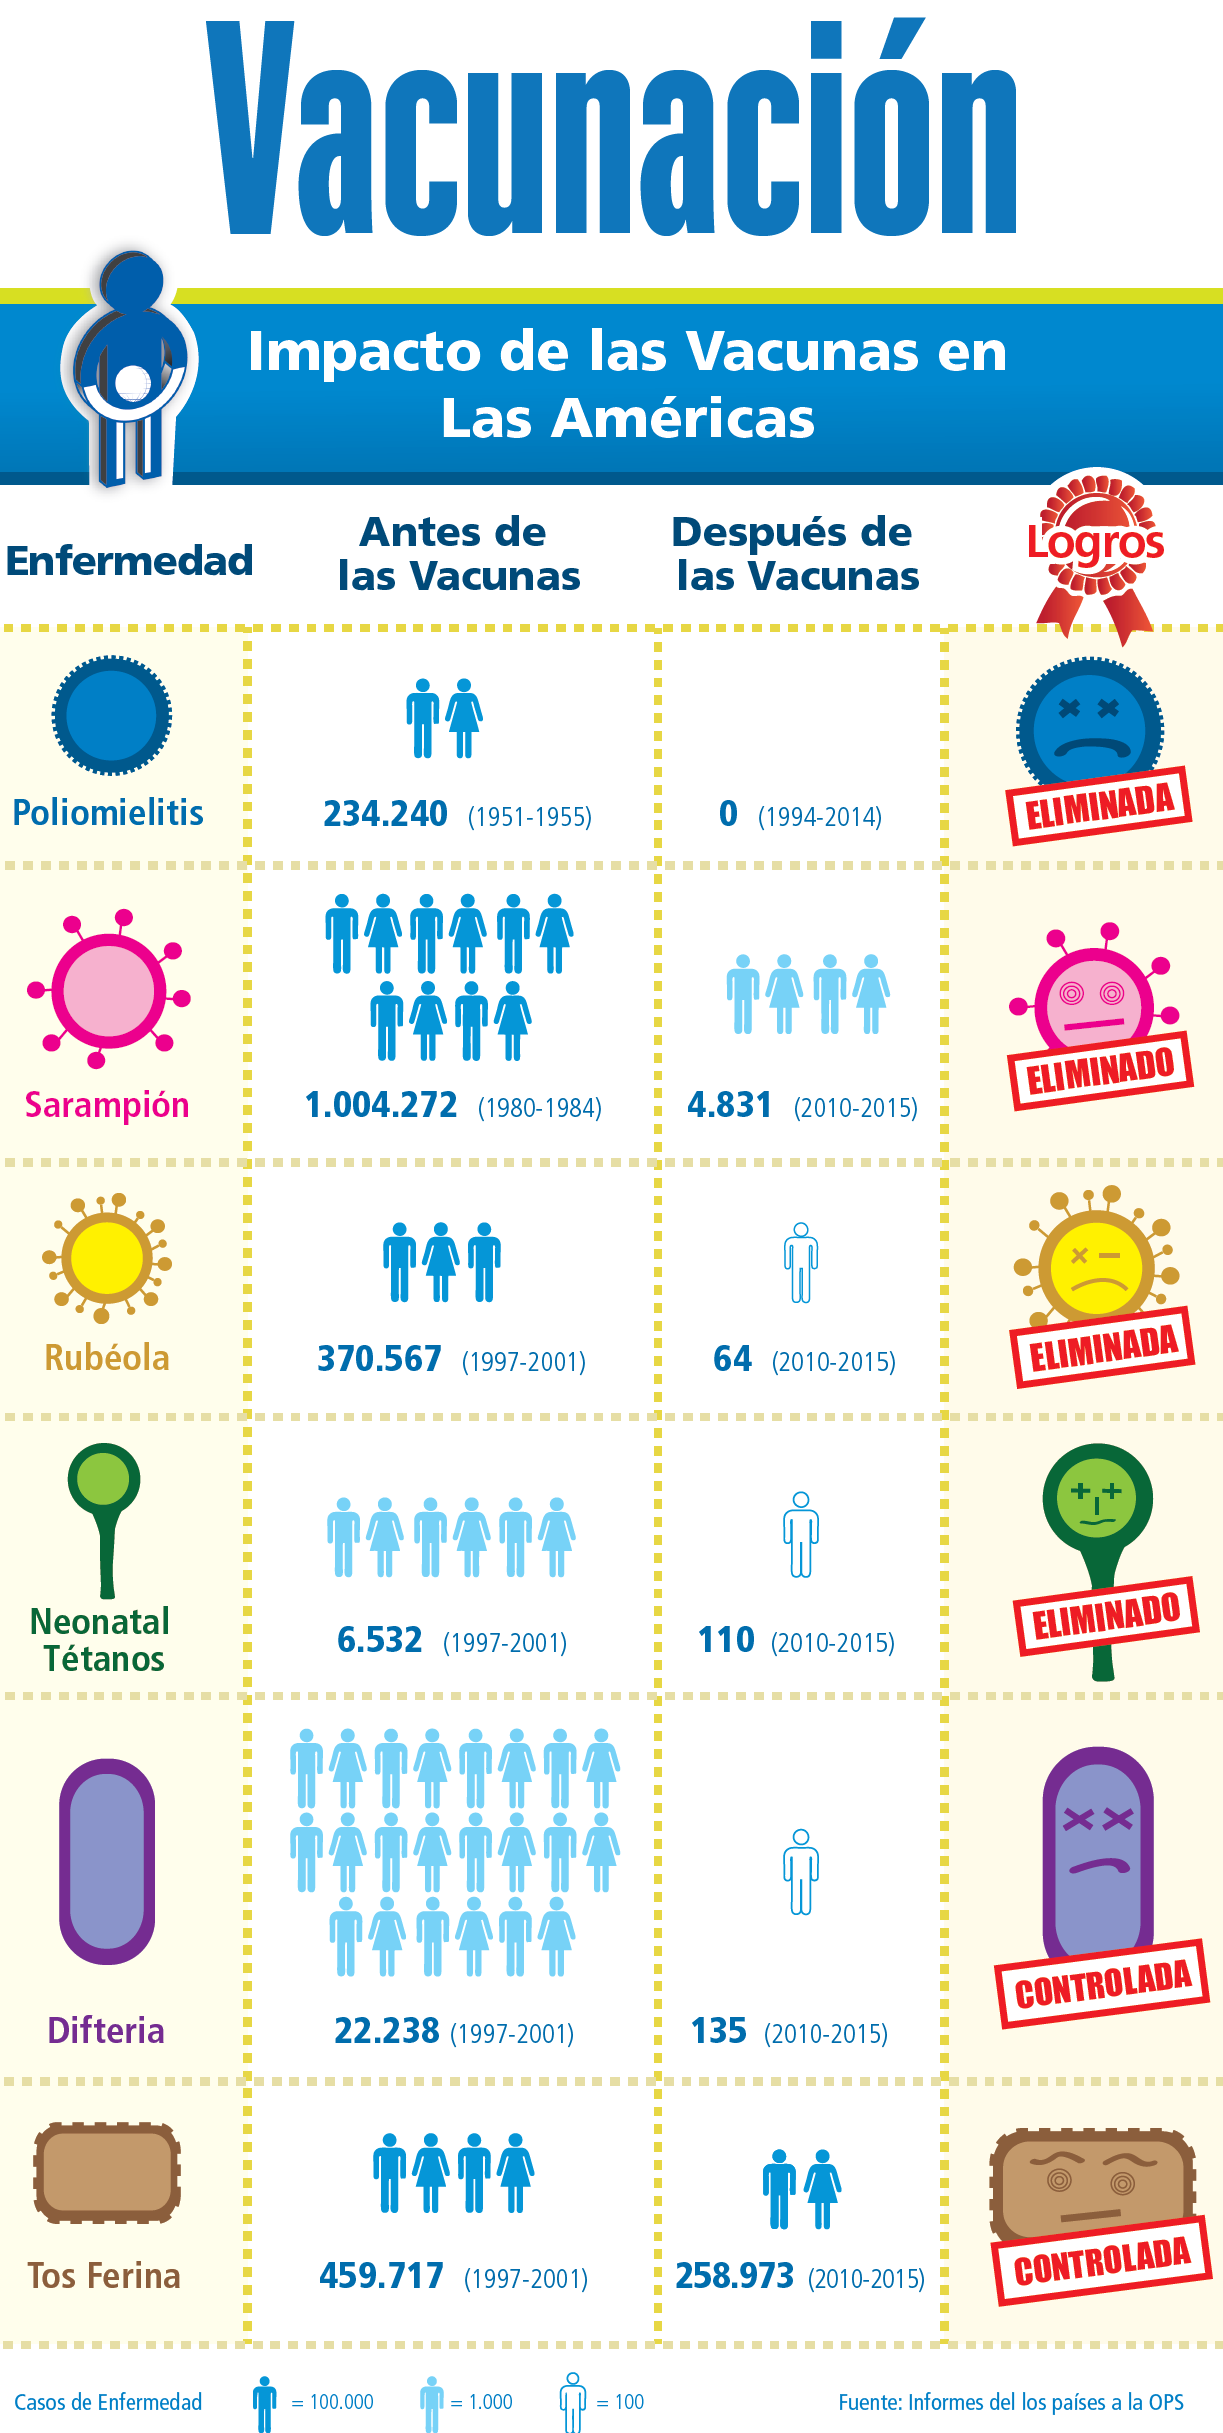 Vacunación
Impacto de las Vacunas en
Las Américas
Enfermedad
Antes de
las Vacunas
Después de
las Vacunas
Logros
Poliomielitis
234.240 (1951-1955)
0 (1994-2014)
ELIMINADA
Sarampión
1.004.272 (1980-1984)
4.831 (2010-2015)
ELIMINADO
Rubéola
370.567 (1997-2001)
64 (2010-2015)
ELIMINADA
Neonatal
Tétanos
6.532 (1997-2001)
110 (2010-2015)
ELIMINADO
Difteria
22.238 (1997-2001)
135 (2010-2015)
CONTROLADA
Tos Ferina
459.717 (1997-2001)
258.973 (2010-2015)
CONTROLADA
Casos de Enfermedad = 100.000 = 1.000 = 100 Fuente: Informes del los países a la OPS